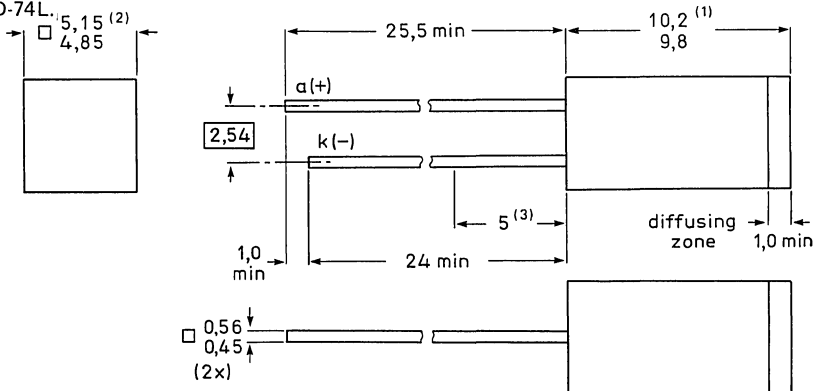 D-74L.
□ 5,15 (2)
4,85
25,5 min
10,2 (1)
9,8
a(+)
2,54
k(-)
5 (3)
diffusing
zone
1,0 min
1,0
min
24 min
□ 0,56
0,45
(2x)